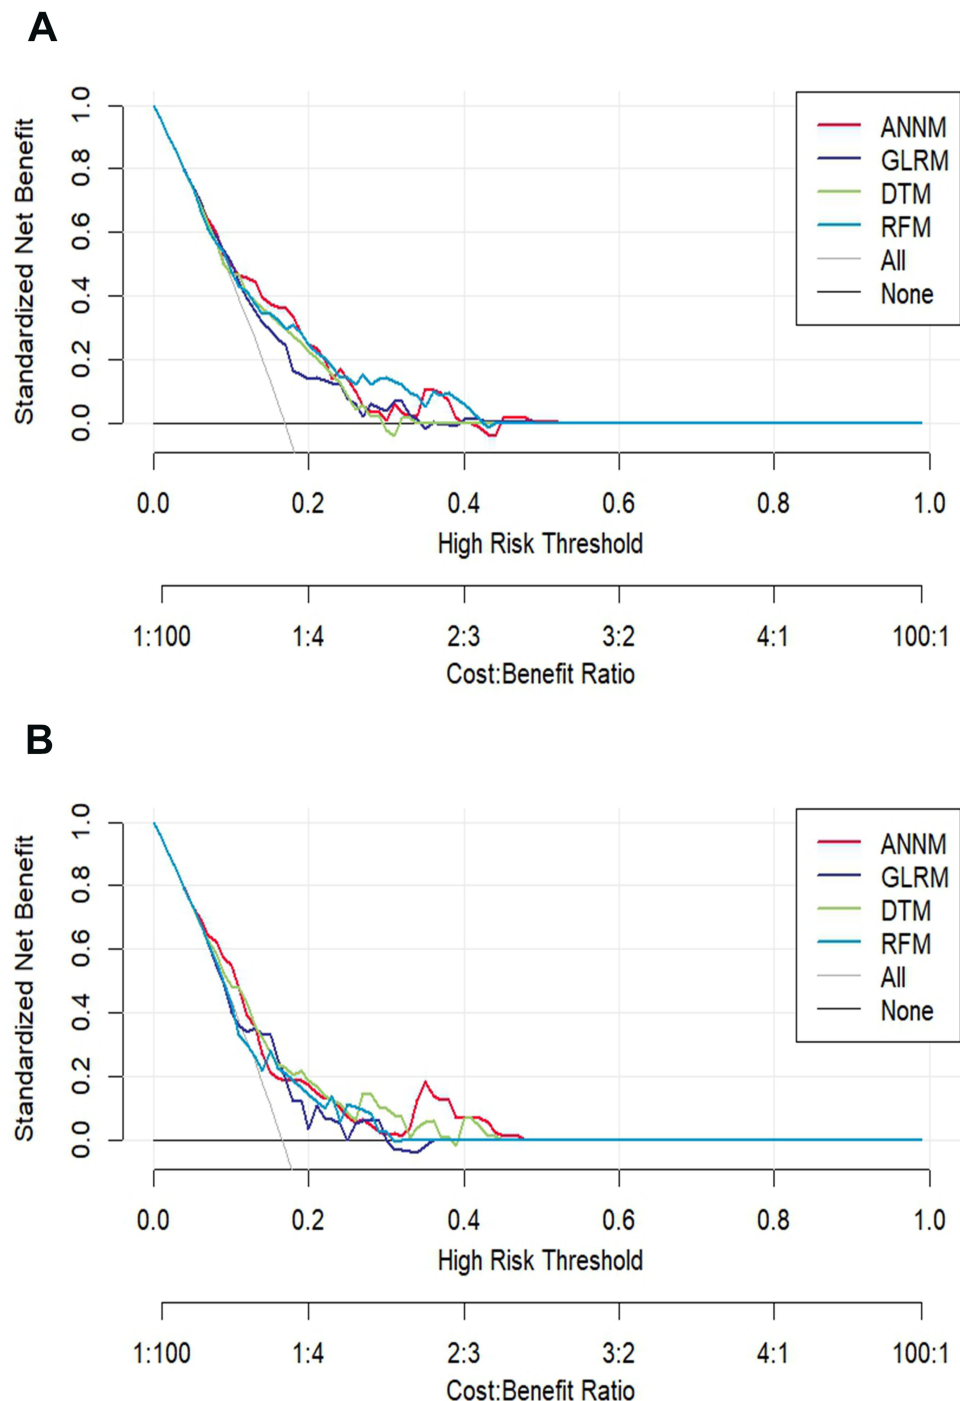 A
Standardized Net Benefit
1.0
0.8
0.6
0.4
0.2
0.0
ANNM
GLRM
DTM
RFM
All
None
0.0 0.2 0.4 0.6 0.8 1.0
High Risk Threshold
1:100 1:4 2:3 3:2 4:1 100:1
Cost:Benefit Ratio
B
Standardized Net Benefit
1.0
0.8
0.6
0.4
0.2
0.0
ANNM
GLRM
DTM
RFM
All
None
0.0 0.2 0.4 0.6 0.8 1.0
High Risk Threshold
1:100 1:4 2:3 3:2 4:1 100:1
Cost:Benefit Ratio